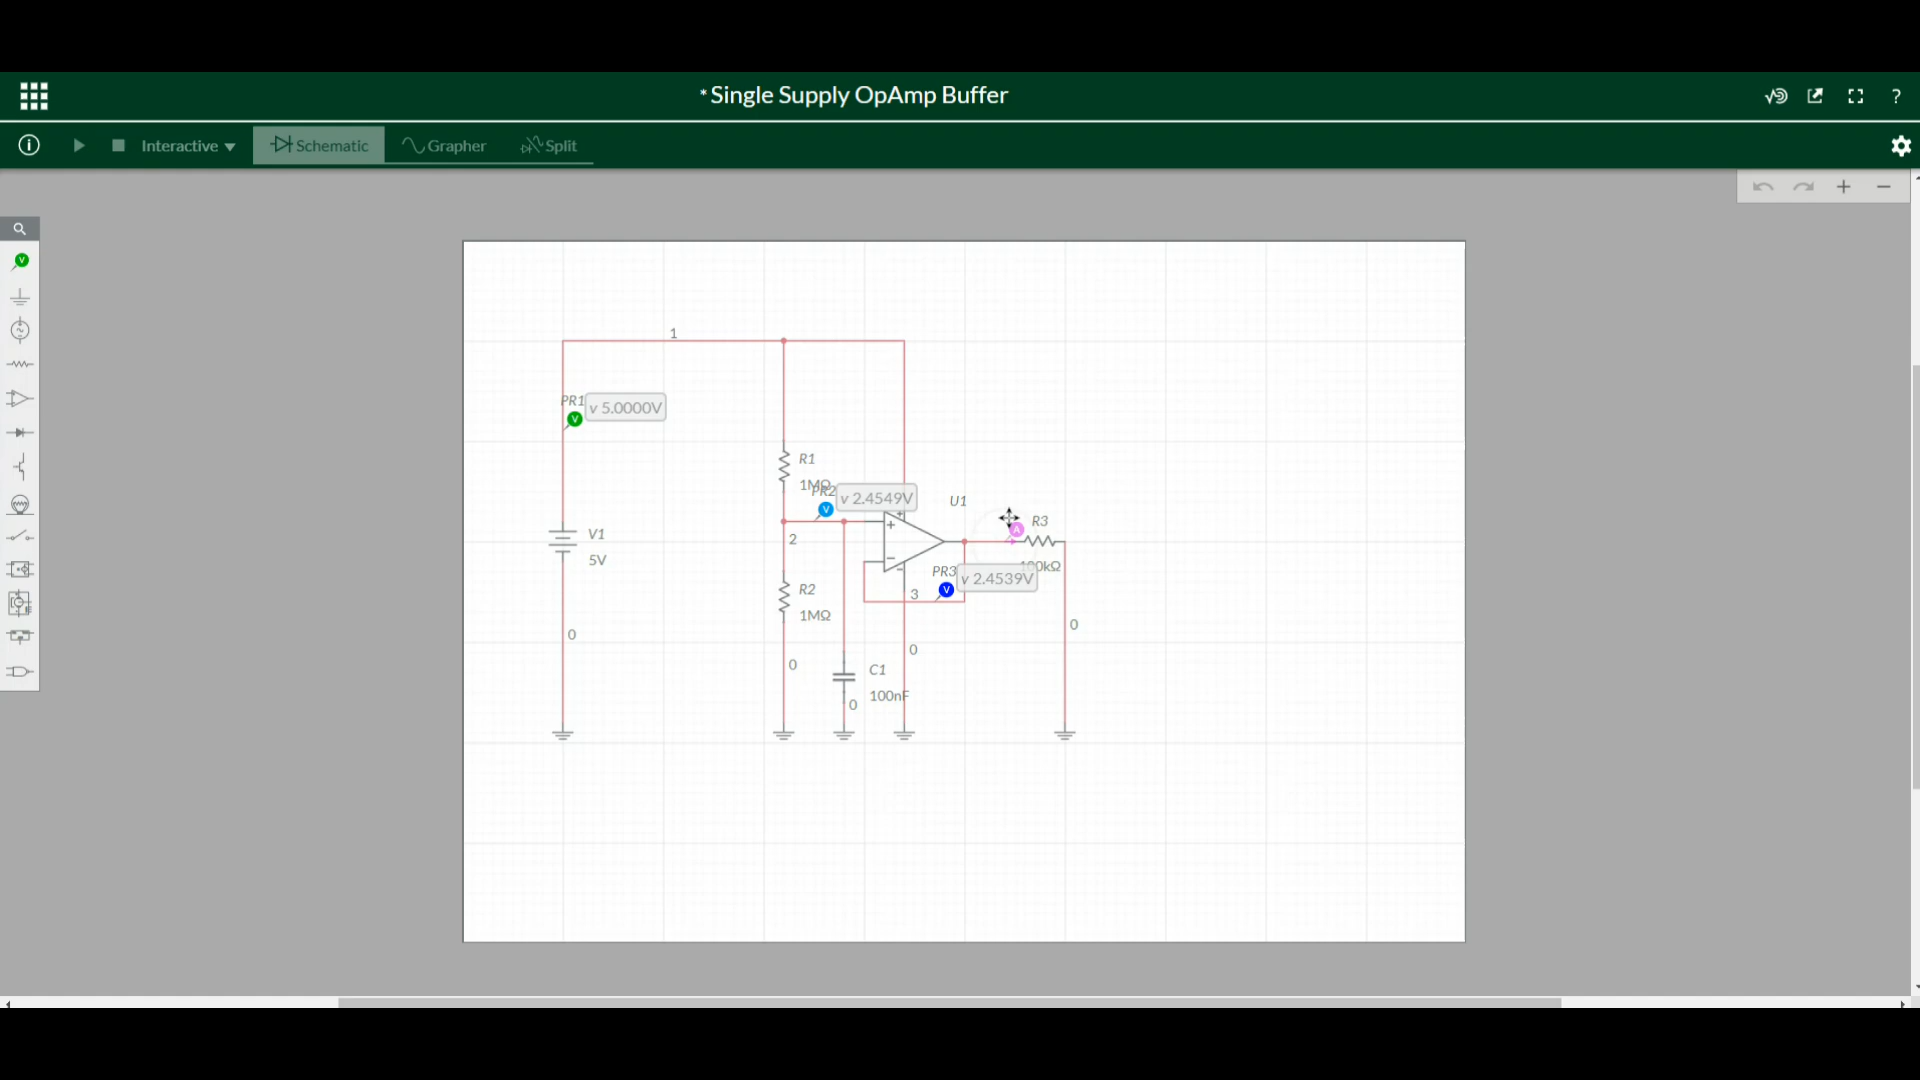 *Single Supply OpAmp Buffer
?
Interactive
Schematic
Grapher
Split
V
1
PR1
v 5.0000V
V
R1
1MΩ
PR2
v 2.4549V
V
U1
A
R3
100kΩ
V1
5V
2
PR3
v 2.4539V
V
R2
1MΩ
3
0
0
0
0
C1
100nF
0